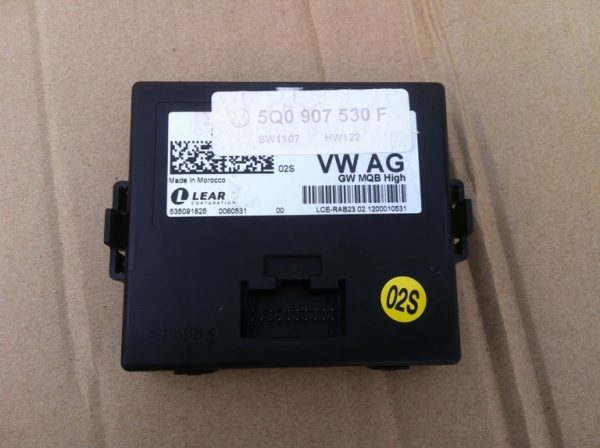 5Q0 907 530 F
SW1107 HW122
02S
VW AG
GW MQB High
Made in Morocco
LEAR
CORPORATION
535091825 0060531 00
LCE-RAB23.02 1200010531
02S